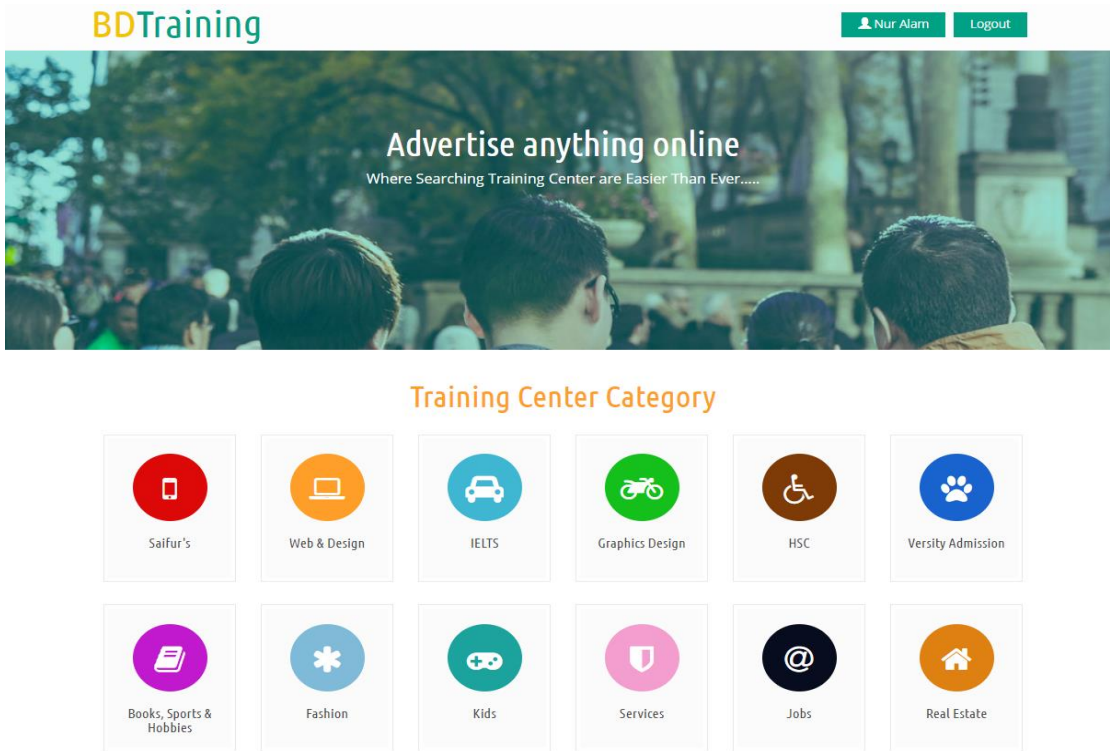 BDTraining
Nur Alam
Logout
Advertise anything online
Where Searching Training Center are Easier Than Ever.....
Training Center Category
Saifur's
Web & Design
IELTS
Graphics Design
HSC
Versity Admission
Books, Sports &
Hobbies
Fashion
Kids
Services
Jobs
Real Estate